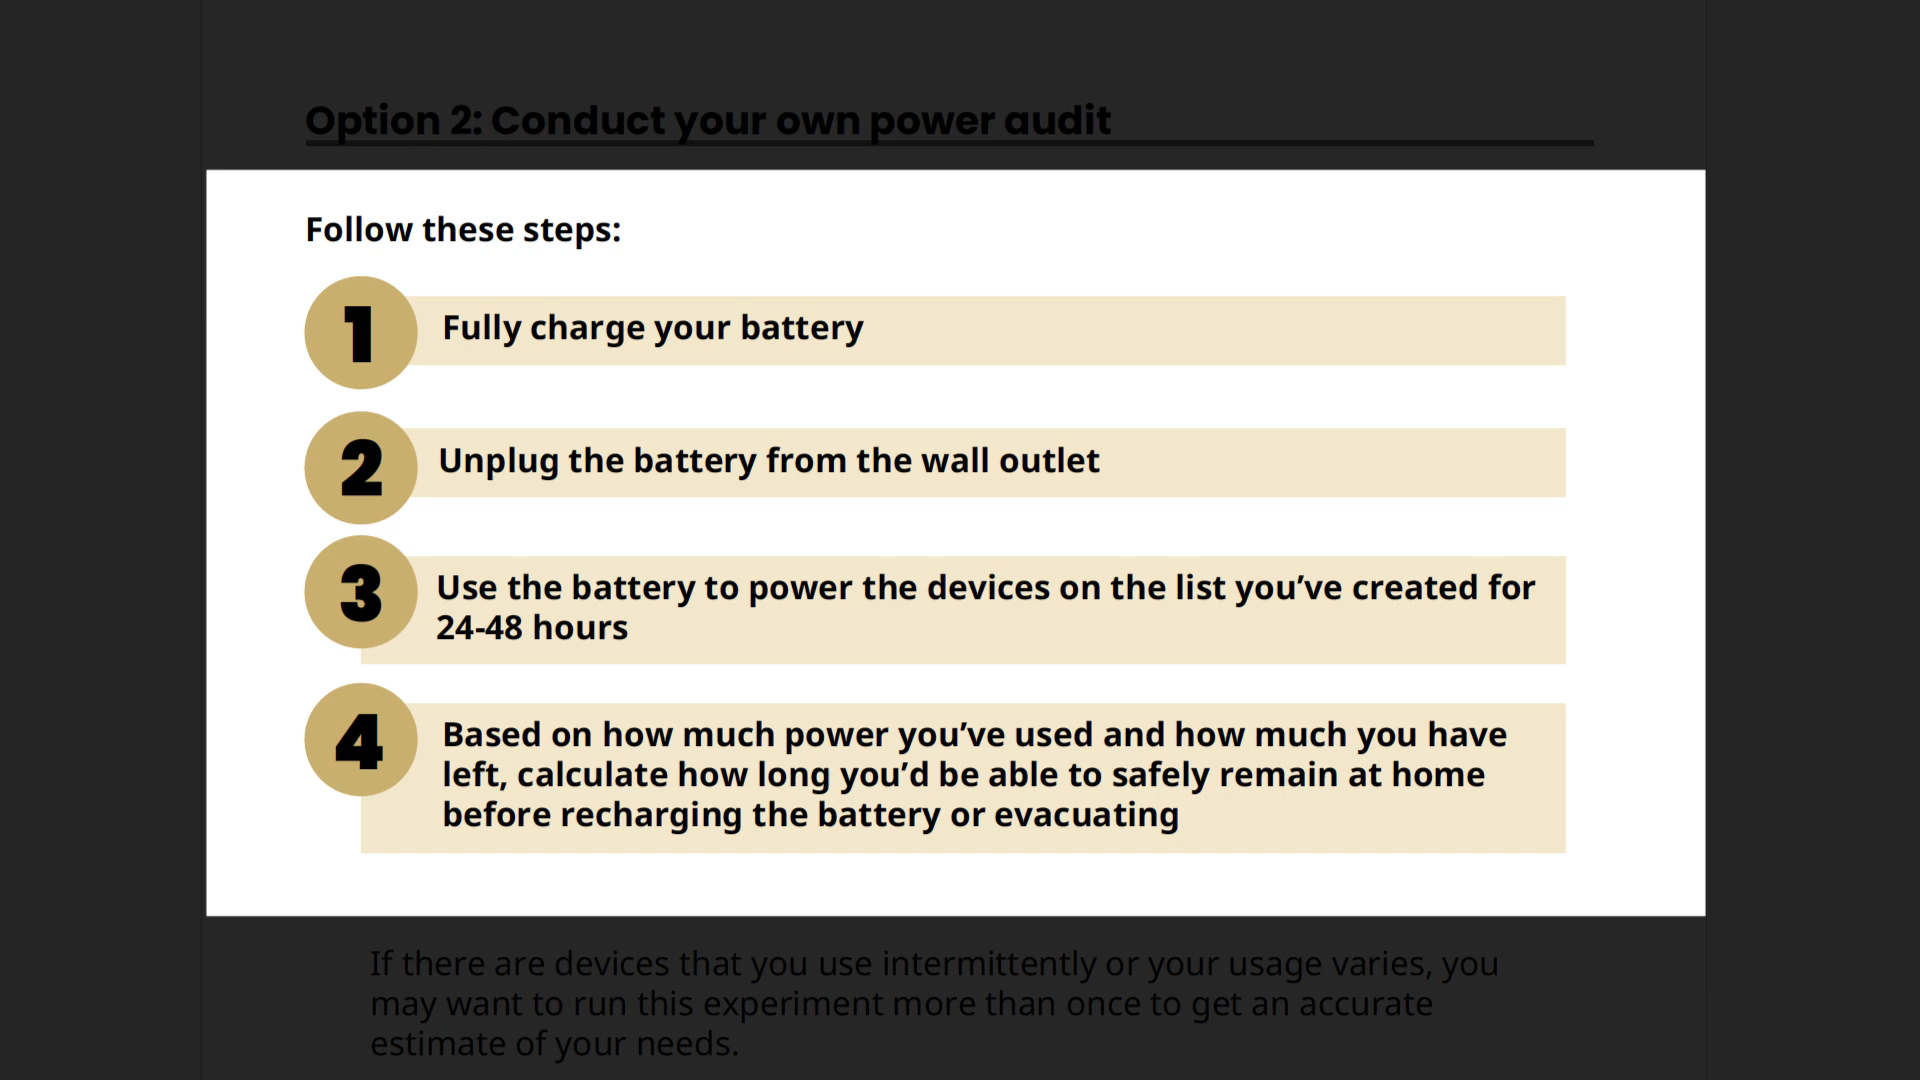 Option 2: Conduct your own power audit
Follow these steps:
1
Fully charge your battery
2
Unplug the battery from the wall outlet
3
Use the battery to power the devices on the list you’ve created for
24-48 hours
4
Based on how much power you’ve used and how much you have
left, calculate how long you’d be able to safely remain at home
before recharging the battery or evacuating
If there are devices that you use intermittently or your usage varies, you
may want to run this experiment more than once to get an accurate
estimate of your needs.